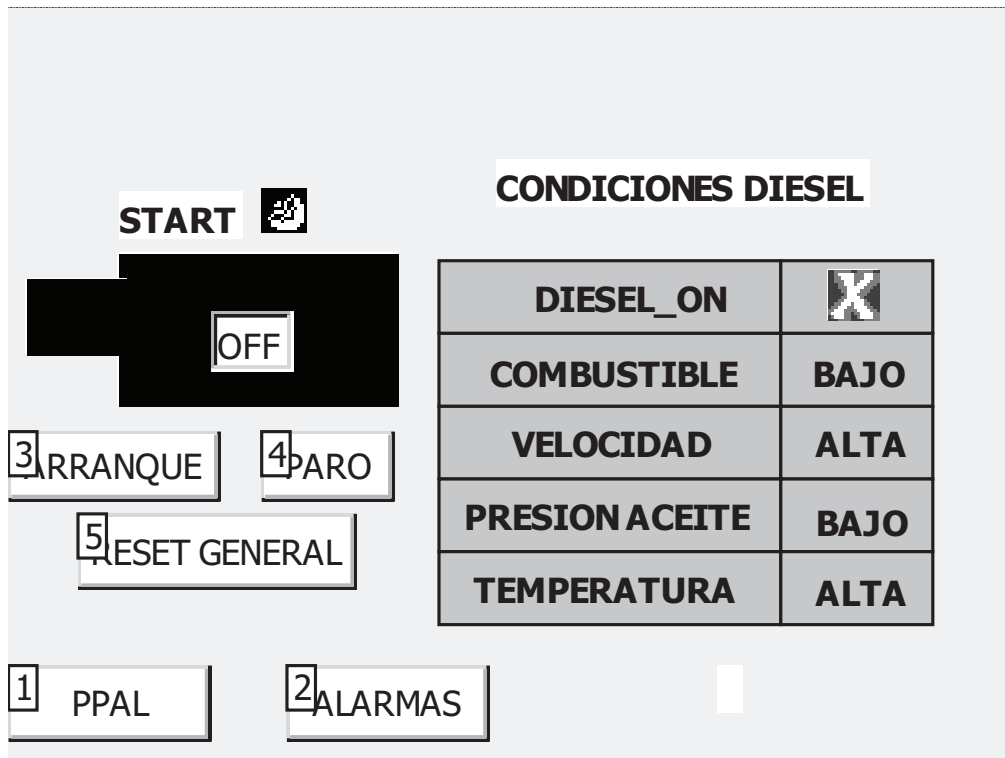 CONDICIONES DIESEL
START
OFF
DIESEL_ON X
COMBUSTIBLE BAJO
VELOCIDAD ALTA
PRESION ACEITE BAJO
TEMPERATURA ALTA
3 ARRANQUE
4 PARO
5 RESET GENERAL
1 PPAL
2 ALARMAS